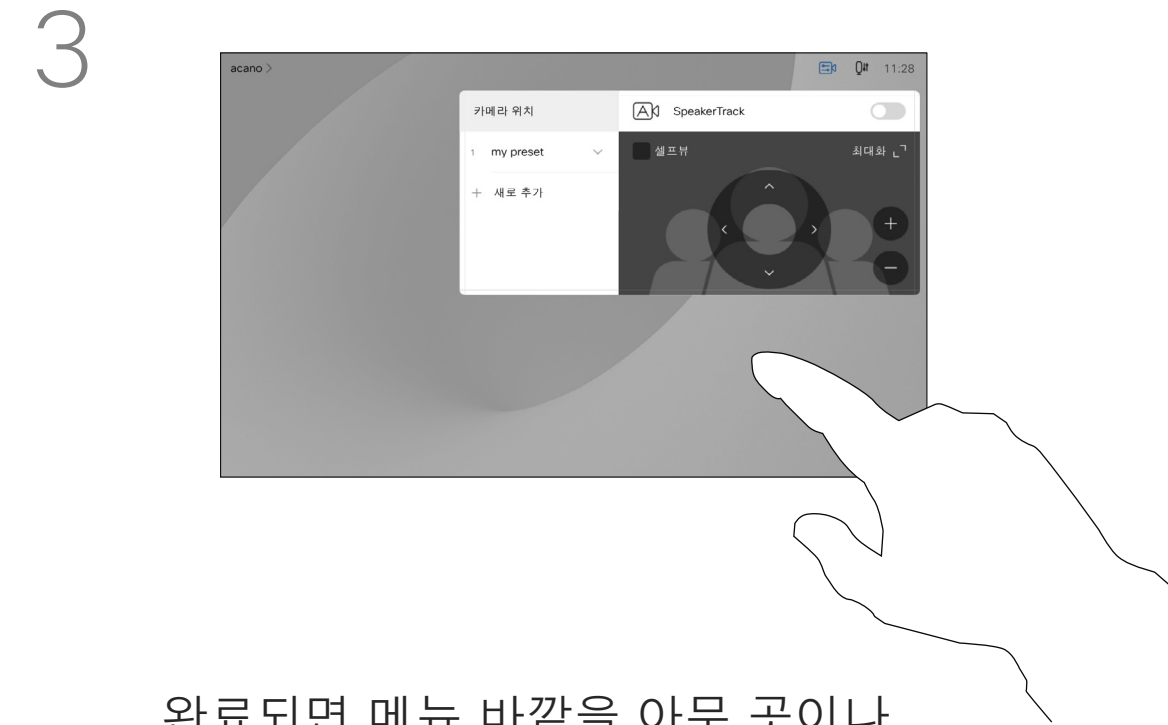 3
acano >
11:28
카메라 위치
SpeakerTrack
1 my preset
셀프뷰
최대화
+ 새로 추가
완료되면 메뉴 바깥을 아무 곳이나